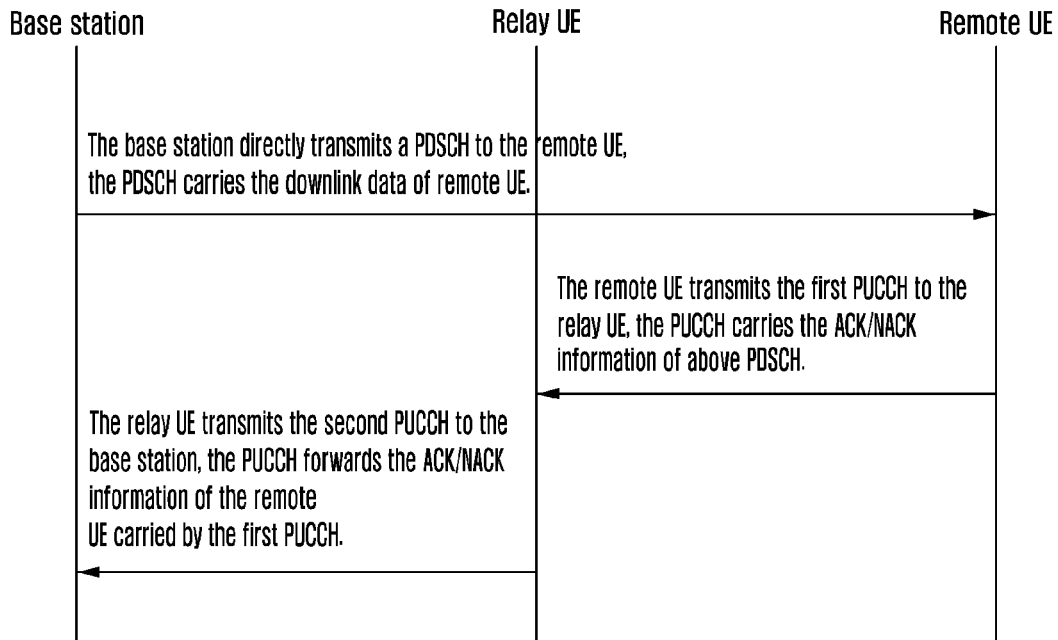 Base station
Relay UE
Remote UE
The base station directly transmits a PDSCH to the remote UE,
the PDSCH carries the downlink data of remote UE.
The remote UE transmits the first PUCCH to the
relay UE, the PUCCH carries the ACK/NACK
information of above PDSCH.
The relay UE transmits the second PUCCH to the
base station, the PUCCH forwards the ACK/NACK
information of the remote
UE carried by the first PUCCH.